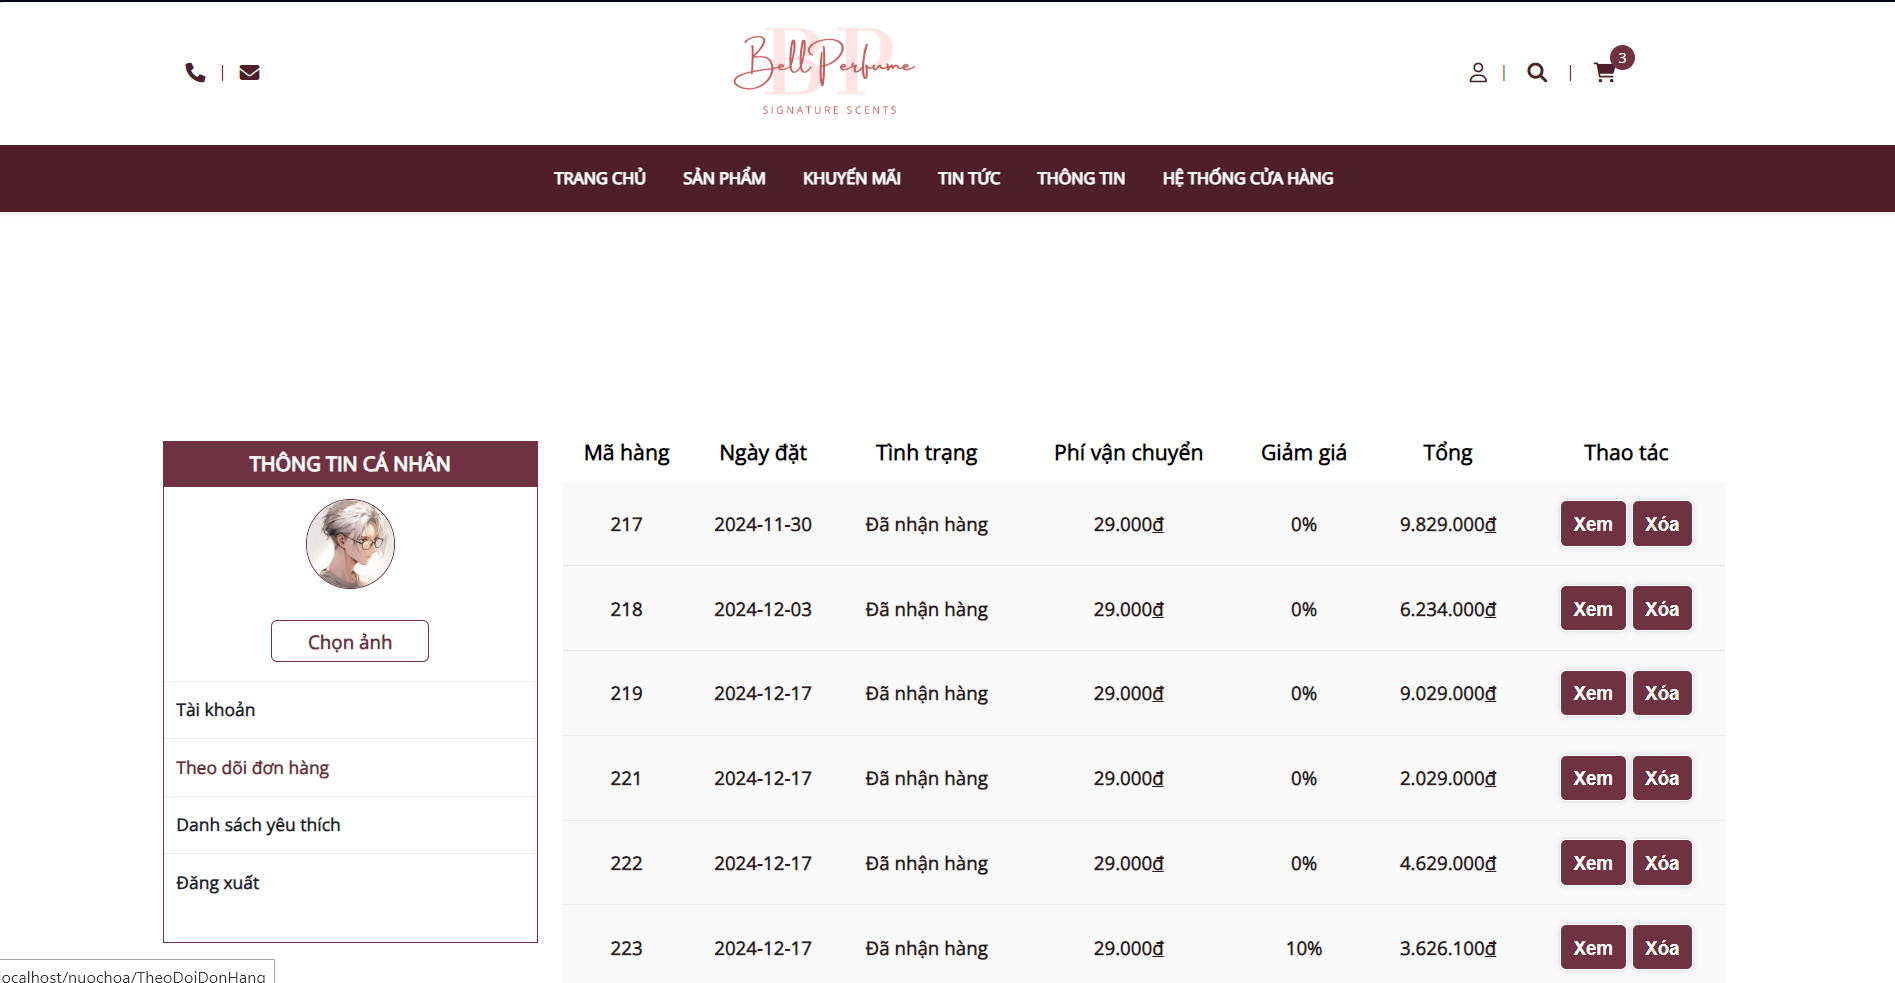 BP
Bell Perfume
SIGNATURE SCENTS
3
TRANG CHỦ SẢN PHẨM KHUYẾN MÃI TIN TỨC THÔNG TIN HỆ THỐNG CỬA HÀNG
THÔNG TIN CÁ NHÂN
Chọn ảnh
Tài khoản
Theo dõi đơn hàng
Danh sách yêu thích
Đăng xuất
Mã hàng Ngày đặt Tình trạng Phí vận chuyển Giảm giá Tổng Thao tác
217 2024-11-30 Đã nhận hàng 29.000đ 0% 9.829.000đ Xem Xóa
218 2024-12-03 Đã nhận hàng 29.000đ 0% 6.234.000đ Xem Xóa
219 2024-12-17 Đã nhận hàng 29.000đ 0% 9.029.000đ Xem Xóa
221 2024-12-17 Đã nhận hàng 29.000đ 0% 2.029.000đ Xem Xóa
222 2024-12-17 Đã nhận hàng 29.000đ 0% 4.629.000đ Xem Xóa
223 2024-12-17 Đã nhận hàng 29.000đ 10% 3.626.100đ Xem Xóa
localhost/nuochoa/TheoDoiDonHang